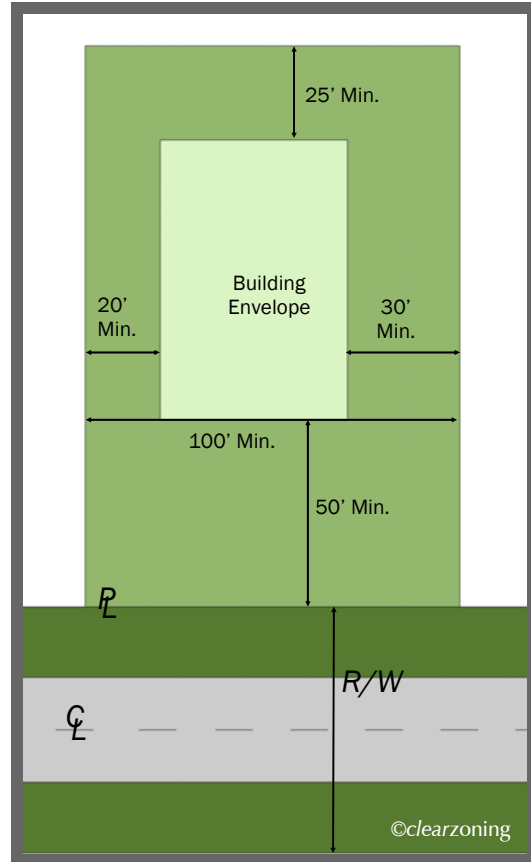 25’ Min.
Building
Envelope
20’
Min.
30’
Min.
100’ Min.
50’ Min.
PL
R/W
CL
©clearzoning